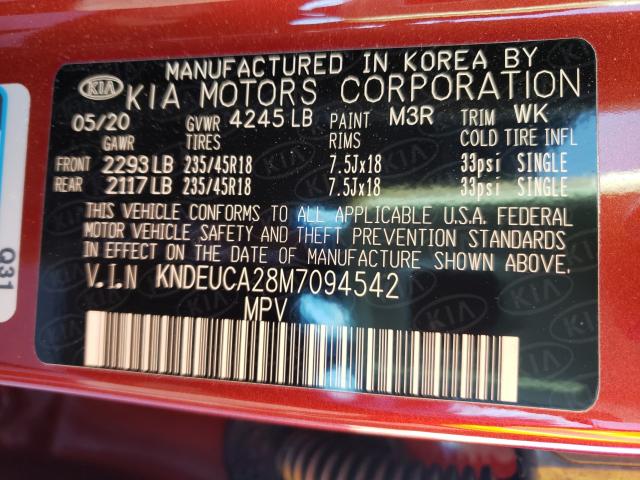 MANUFACTURED IN KOREA BY
KIA KIA MOTORS CORPORATION
05/20 GVWR 4245 LB PAINT M3R TRIM WK
GAWR TIRES RIMS COLD TIRE INFL
FRONT 2293 LB 235/45R18 7.5Jx18 33psi SINGLE
REAR 2117 LB 235/45R18 7.5Jx18 33psi SINGLE
THIS VEHICLE CONFORMS TO ALL APPLICABLE U.S.A. FEDERAL
MOTOR VEHICLE SAFETY AND THEFT PREVENTION STANDARDS
IN EFFECT ON THE DATE OF MANUFACTURE SHOWN ABOVE.
V.I.N KNDEUCA28M7094542
MPV
Q31